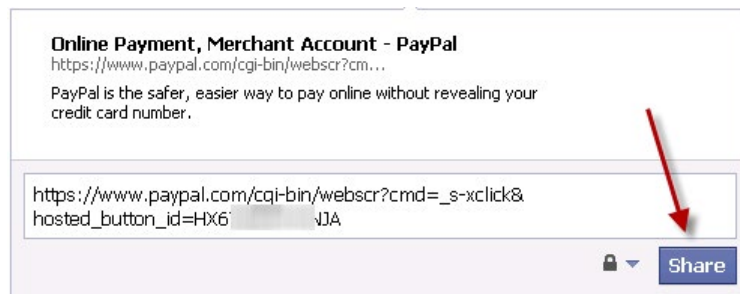 Online Payment, Merchant Account - PayPal
https://www.paypal.com/cgi-bin/webscr?cm...
PayPal is the safer, easier way to pay online without revealing your
credit card number.
https://www.paypal.com/cgi-bin/webscr?cmd=_s-xclick&
hosted_button_id=HX6 NJA
Share